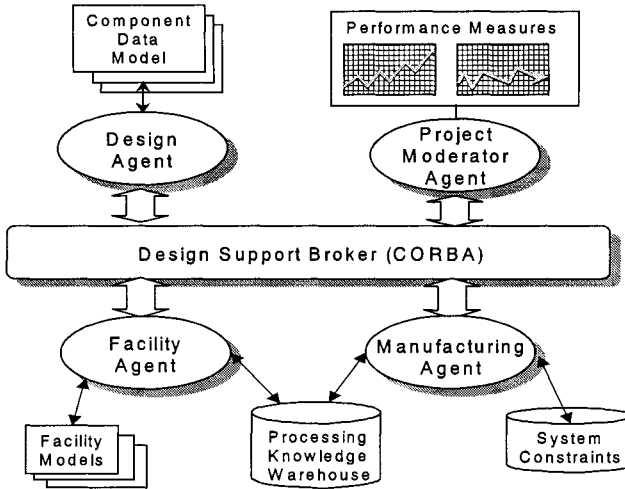 Component
Data
Model
Performance Measures
Design
Agent
Project
Moderator
Agent
Design Support Broker (CORBA)
Facility
Agent
Manufacturing
Agent
Facility
Models
Processing
Knowledge
Warehouse
System
Constraints